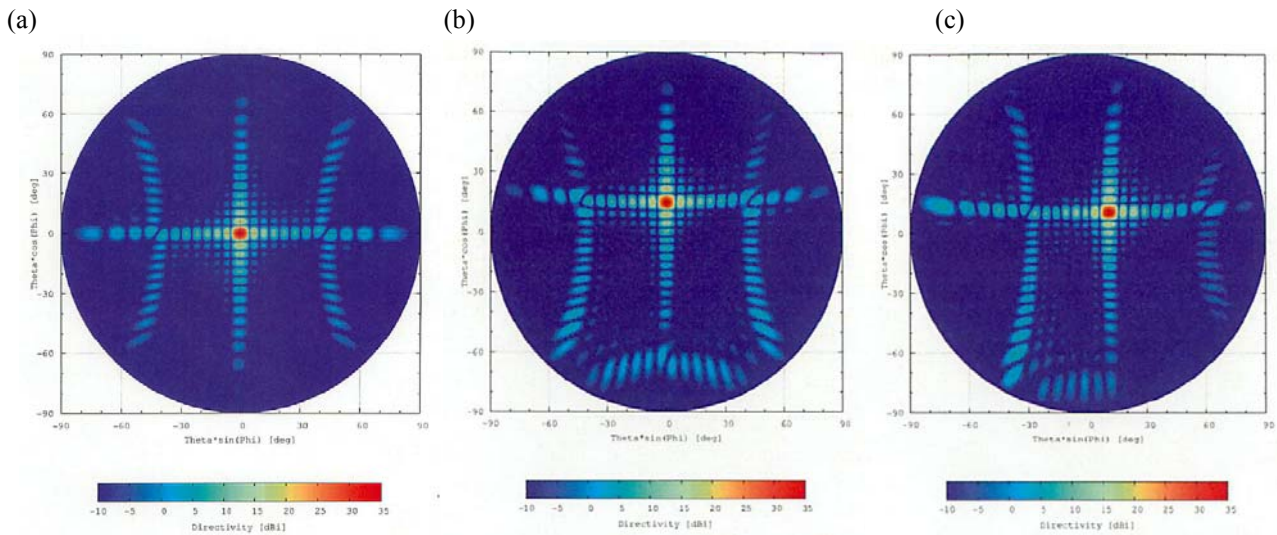 (a)
90
60
30
0
-30
-60
-90
Theta*cos(Phi) [deg]
-90 -60 -30 0 30 60 90
Theta*sin(Phi) [deg]
-10 -5 0 5 10 15 20 25 30 35
Directivity [dBi]
(b)
90
60
30
0
-30
-60
-90
Theta*cos(Phi) [deg]
-90 -60 -30 0 30 60 90
Theta*sin(Phi) [deg]
-10 -5 0 5 10 15 20 25 30 35
Directivity [dBi]
(c)
90
60
30
0
-30
-60
-90
Theta*cos(Phi) [deg]
-90 -60 -30 0 30 60 90
Theta*sin(Phi) [deg]
-10 -5 0 5 10 15 20 25 30 35
Directivity [dBi]